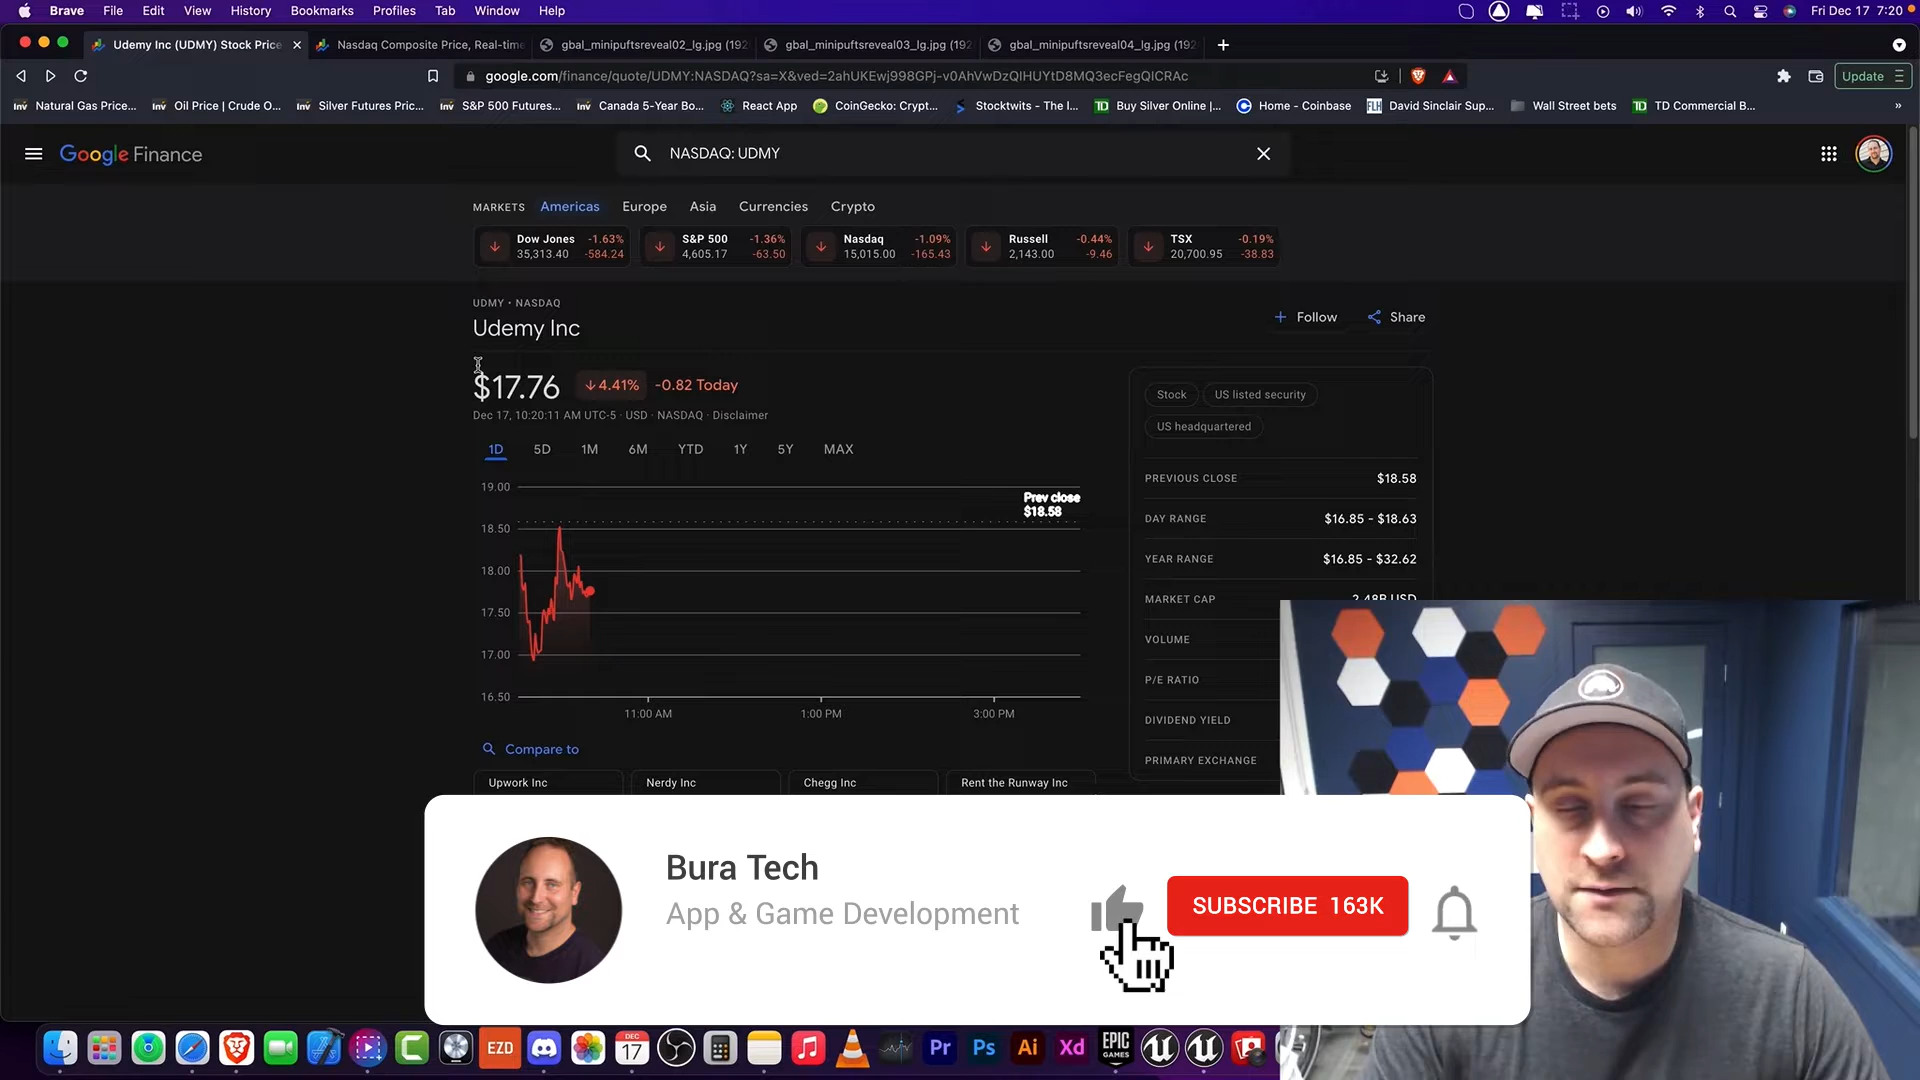 Brave File Edit View History Bookmarks Profiles Tab Window Help Fri Dec 17 7:20
Udemy Inc (UDMY) Stock Price Nasdaq Composite Price, Real-time gbal_minipuftsreveal02_lg.jpg (192 gbal_minipuftsreveal03_lg.jpg (192 gbal_minipuftsreveal04_lg.jpg (192
google.com/finance/quote/UDMY:NASDAQ?sa=X&ved=2ahUKEwj998GPj-v0AhVwDzQIHUYtD8MQ3ecFegQICRAc Update
Natural Gas Price... Oil Price | Crude O... Silver Futures Pric... S&P 500 Futures... Canada 5-Year Bo... React App CoinGecko: Crypt... Stocktwits - The l... Buy Silver Online |... Home - Coinbase David Sinclair Sup... Wall Street bets TD Commercial B...
Google Finance NASDAQ: UDMY
MARKETS Americas Europe Asia Currencies Crypto
Dow Jones -1.63% S&P 500 -1.36% Nasdaq -1.09% Russell -0.44% TSX -0.19%
35,313.40 -584.24 4,605.17 -63.50 15,015.00 -165.43 2,143.00 -9.46 20,700.95 -38.83
UDMY • NASDAQ
Udemy Inc Follow Share
$17.76 4.41% -0.82 Today
Dec 17, 10:20:11 AM UTC-5 · USD · NASDAQ · Disclaimer
1D 5D 1M 6M YTD 1Y 5Y MAX
19.00
18.50
18.00
17.50
17.00
16.50
Prev close
$18.58
11:00 AM 1:00 PM 3:00 PM
Stock US listed security
US headquartered
PREVIOUS CLOSE $18.58
DAY RANGE $16.85 - $18.63
YEAR RANGE $16.85 - $32.62
MARKET CAP 2.48B USD
VOLUME
P/E RATIO
DIVIDEND YIELD
PRIMARY EXCHANGE
Compare to
Upwork Inc Nerdy Inc Chegg Inc Rent the Runway Inc
Bura Tech
App & Game Development
SUBSCRIBE 163K
EZD DEC 17 Pr Ps Ai Xd EPIC GAMES